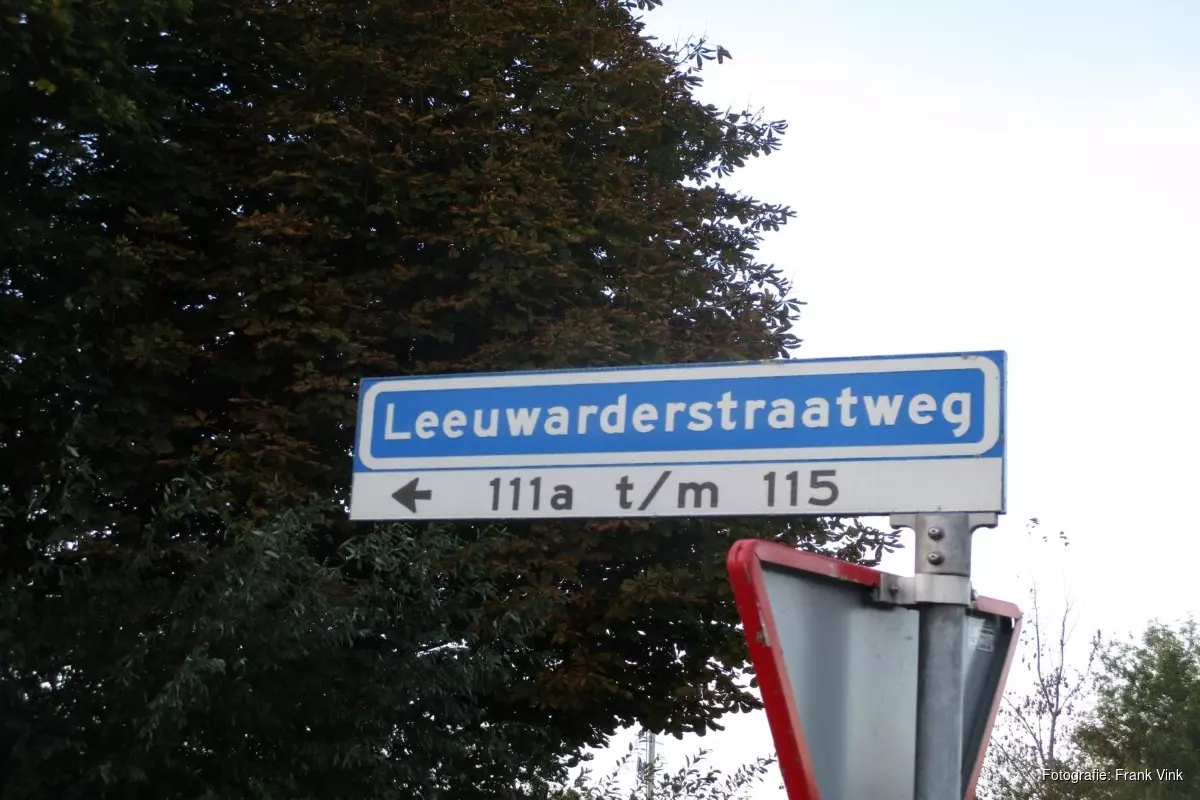 Leeuwarderstraatweg
← 111a t/m 115
Fotografie: Frank Vink